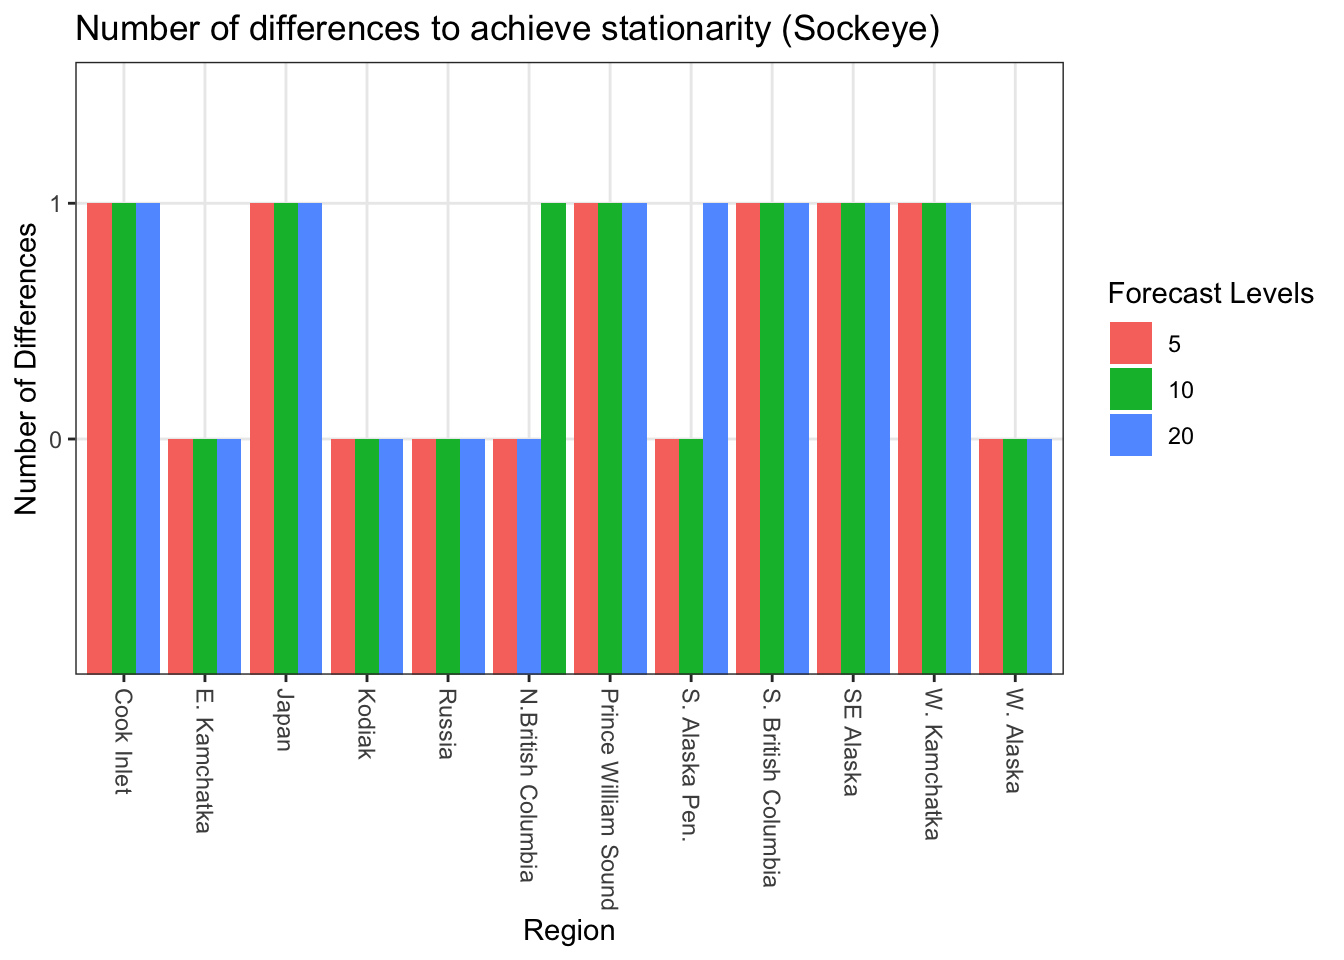 Number of differences to achieve stationarity (Sockeye)
Number of Differences
1
0
Cook Inlet
E. Kamchatka
Japan
Kodiak
Russia
N.British Columbia
Prince William Sound
S. Alaska Pen.
S. British Columbia
SE Alaska
W. Kamchatka
W. Alaska
Region
Forecast Levels
5
10
20